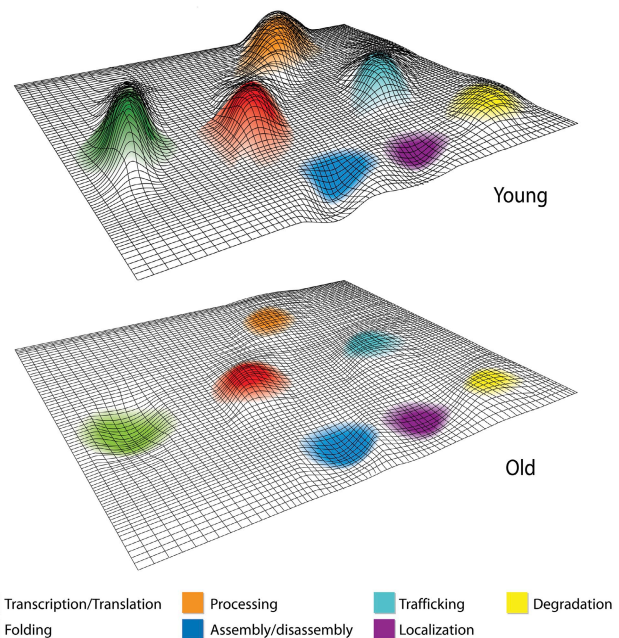 Young
Old
Transcription/Translation Processing Trafficking Degradation
Folding Assembly/disassembly Localization